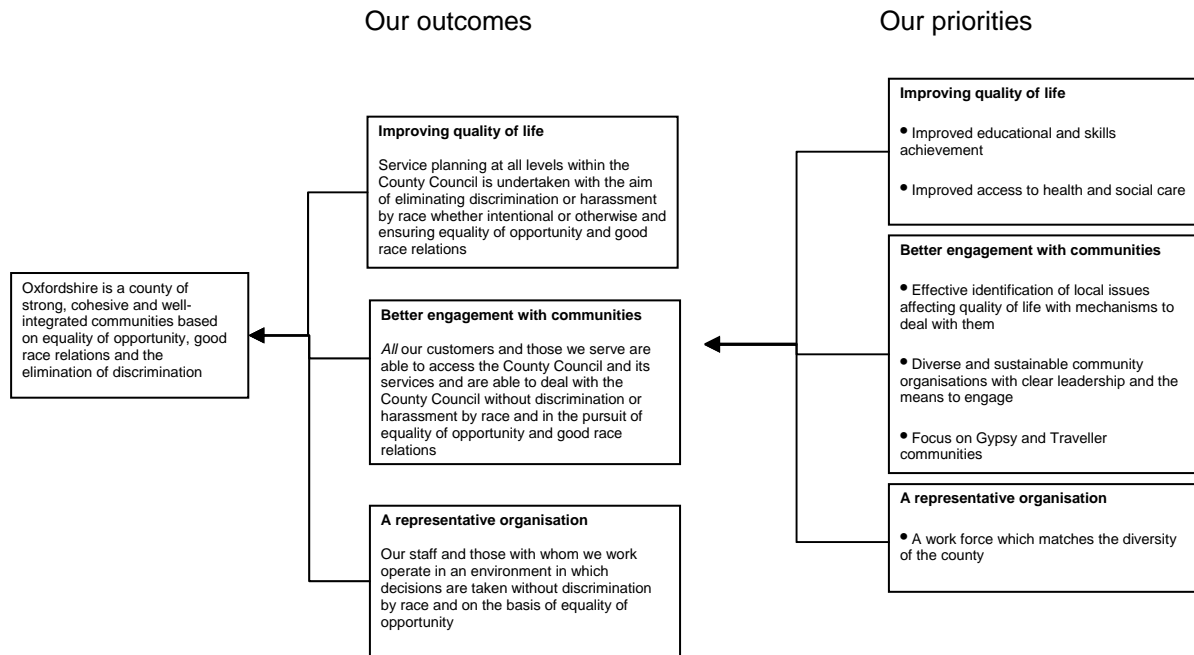 Our outcomes
Our priorities
Oxfordshire is a county of
strong, cohesive and well-
integrated communities based
on equality of opportunity, good
race relations and the
elimination of discrimination
Improving quality of life
Service planning at all levels within the
County Council is undertaken with the aim
of eliminating discrimination or harassment
by race whether intentional or otherwise and
ensuring equality of opportunity and good
race relations
Better engagement with communities
All our customers and those we serve are
able to access the County Council and its
services and are able to deal with the
County Council without discrimination or
harassment by race and in the pursuit of
equality of opportunity and good race
relations
A representative organisation
Our staff and those with whom we work
operate in an environment in which
decisions are taken without discrimination
by race and on the basis of equality of
opportunity
Improving quality of life
• Improved educational and skills
achievement
• Improved access to health and social care
Better engagement with communities
• Effective identification of local issues
affecting quality of life with mechanisms to
deal with them
• Diverse and sustainable community
organisations with clear leadership and the
means to engage
• Focus on Gypsy and Traveller
communities
A representative organisation
• A work force which matches the diversity
of the county